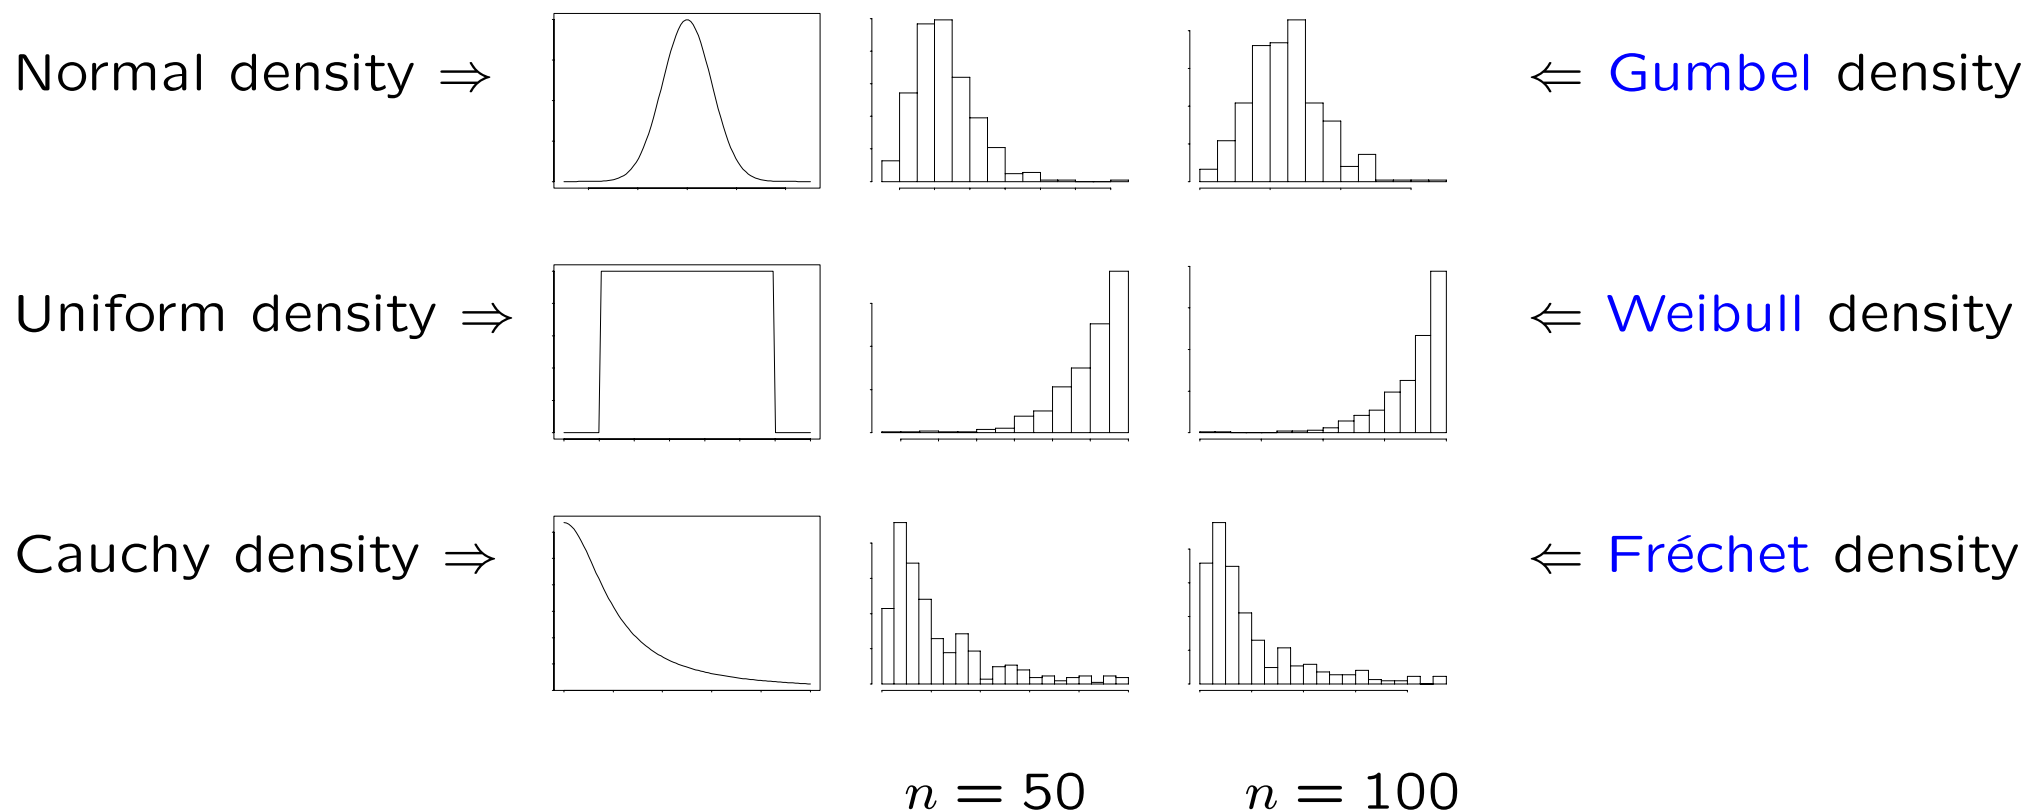 Normal density ⇒ ⇐ Gumbel density
Uniform density ⇒ ⇐ Weibull density
Cauchy density ⇒ ⇐ Fréchet density
n = 50 n = 100